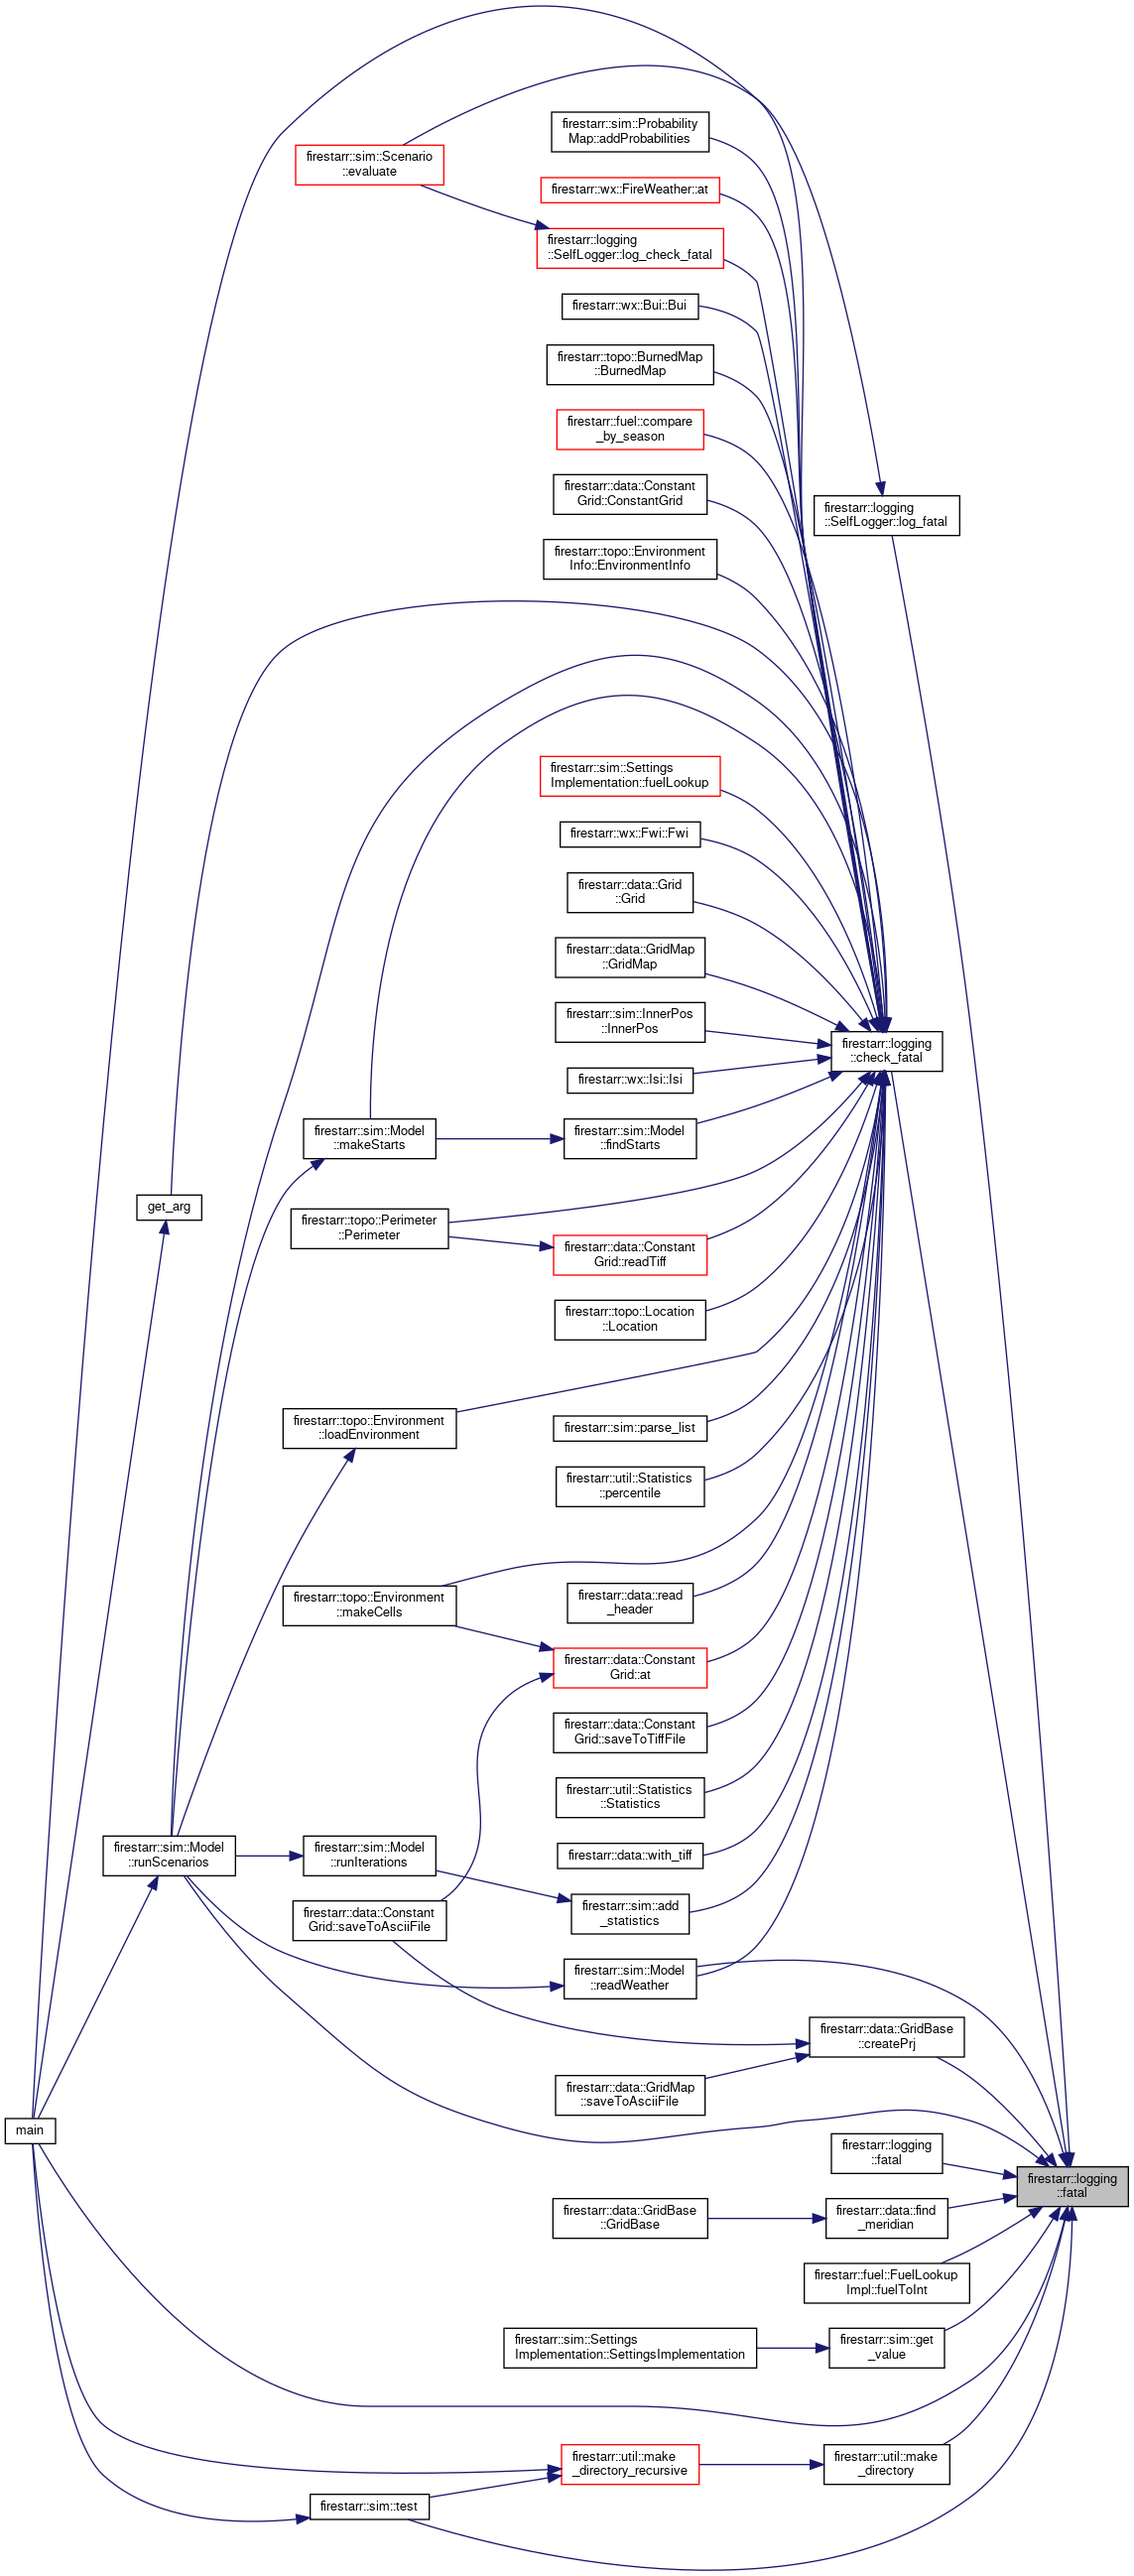 firestarr::sim::Probability
Map::addProbabilities
firestarr::sim::Scenario
::evaluate
firestarr::wx::FireWeather::at
firestarr::logging
::SelfLogger::log_check_fatal
firestarr::wx::Bui::Bui
firestarr::topo::BurnedMap
::BurnedMap
firestarr::fuel::compare
_by_season
firestarr::data::Constant
Grid::ConstantGrid
firestarr::logging
::SelfLogger::log_fatal
firestarr::topo::Environment
Info::EnvironmentInfo
firestarr::sim::Settings
Implementation::fuelLookup
firestarr::wx::Fwi::Fwi
firestarr::data::Grid
::Grid
firestarr::data::GridMap
::GridMap
firestarr::sim::InnerPos
::InnerPos
firestarr::logging
::check_fatal
firestarr::wx::Isi::Isi
firestarr::sim::Model
::makeStarts
firestarr::sim::Model
::findStarts
get_arg
firestarr::topo::Perimeter
::Perimeter
firestarr::data::Constant
Grid::readTiff
firestarr::topo::Location
::Location
firestarr::topo::Environment
::loadEnvironment
firestarr::sim::parse_list
firestarr::util::Statistics
::percentile
firestarr::topo::Environment
::makeCells
firestarr::data::read
_header
firestarr::data::Constant
Grid::at
firestarr::data::Constant
Grid::saveToTiffFile
firestarr::util::Statistics
::Statistics
firestarr::sim::Model
::runScenarios
firestarr::sim::Model
::runIterations
firestarr::data::with_tiff
firestarr::data::Constant
Grid::saveToAsciiFile
firestarr::sim::add
_statistics
firestarr::sim::Model
::readWeather
firestarr::data::GridBase
::createPrj
firestarr::data::GridMap
::saveToAsciiFile
main
firestarr::logging
::fatal
firestarr::logging
::fatal
firestarr::data::GridBase
::GridBase
firestarr::data::find
_meridian
firestarr::fuel::FuelLookup
Impl::fuelToInt
firestarr::sim::Settings
Implementation::SettingsImplementation
firestarr::sim::get
_value
firestarr::util::make
_directory_recursive
firestarr::util::make
_directory
firestarr::sim::test